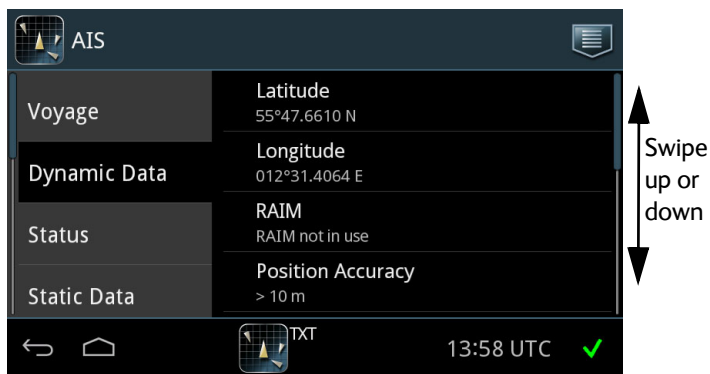 AIS
Voyage
Dynamic Data
Status
Static Data
Latitude
55°47.6610 N
Longitude
012°31.4064 E
RAIM
RAIM not in use
Position Accuracy
> 10 m
Swipe
up or
down
TXT
13:58 UTC